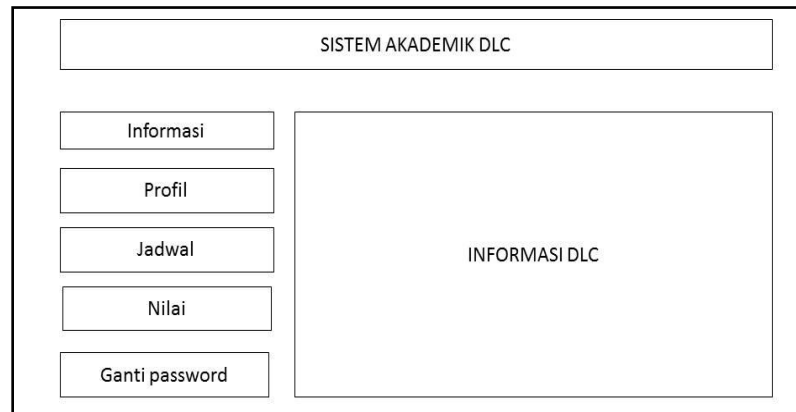 SISTEM AKADEMIK DLC
Informasi
Profil
Jadwal
INFORMASI DLC
Nilai
Ganti password